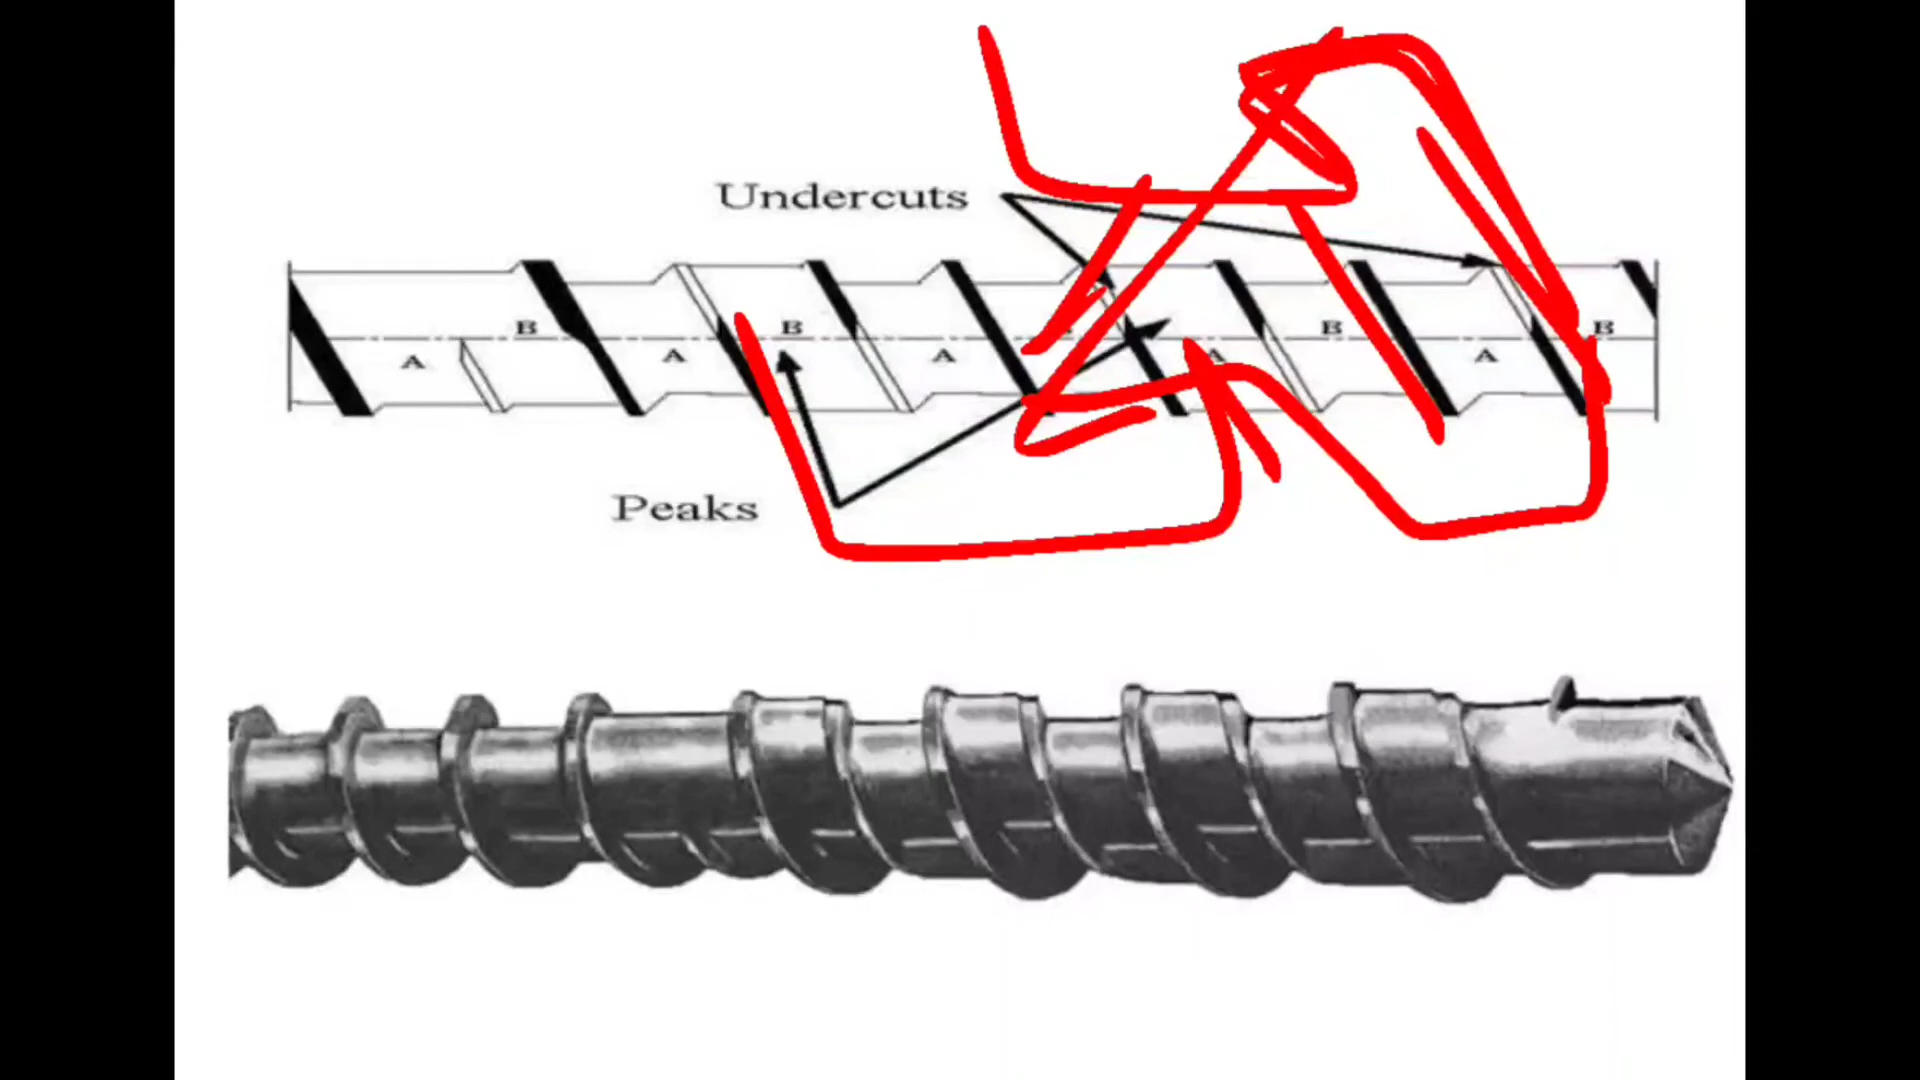 Undercuts
B B B B
A A A A A
Peaks